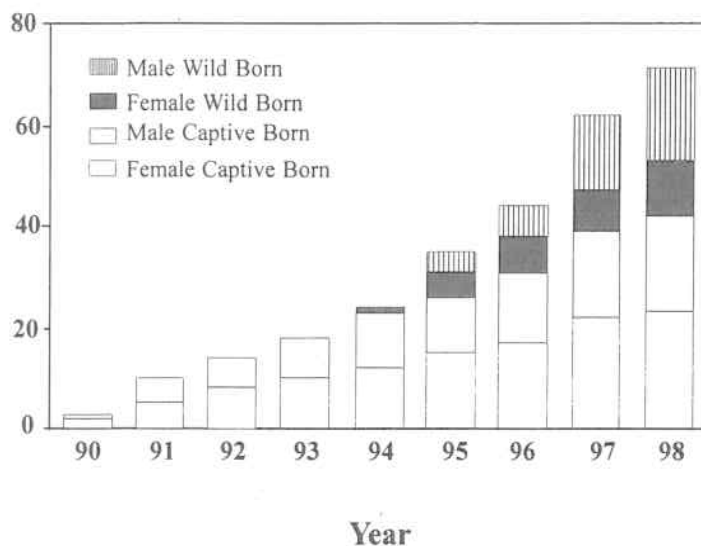 80
60
40
20
0
Male Wild Born
Female Wild Born
Male Captive Born
Female Captive Born
90 91 92 93 94 95 96 97 98
Year